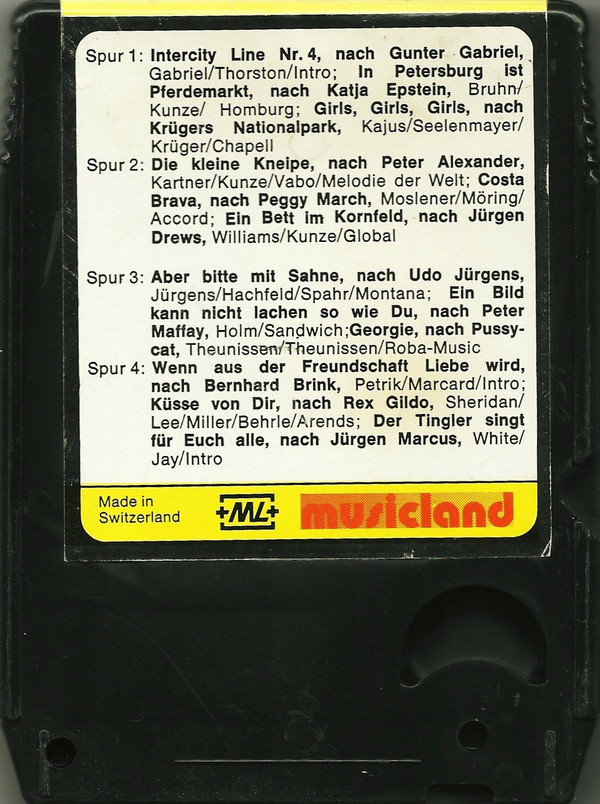 Spur 1: Intercity Line Nr. 4, nach Gunter Gabriel,
Gabriel/Thorston/Intro; In Petersburg ist
Pferdemarkt, nach Katja Epstein, Bruhn/
Kunze/ Homburg; Girls, Girls, Girls, nach
Krügers Nationalpark, Kajus/Seelenmayer/
Krüger/Chapell
Spur 2: Die kleine Kneipe, nach Peter Alexander,
Kartner/Kunze/Vabo/Melodie der Welt; Costa
Brava, nach Peggy March, Moslener/Möring/
Accord; Ein Bett im Kornfeld, nach Jürgen
Drews, Williams/Kunze/Global
Spur 3: Aber bitte mit Sahne, nach Udo Jürgens,
Jürgens/Hachfeld/Spahr/Montana; Ein Bild
kann nicht lachen so wie Du, nach Peter
Maffay, Holm/Sandwich;Georgie, nach Pussy-
cat, Theunissen/Theunissen/Roba-Music
Spur 4: Wenn aus der Freundschaft Liebe wird,
nach Bernhard Brink, Petrik/Marcard/Intro;
Küsse von Dir, nach Rex Gildo, Sheridan/
Lee/Miller/Behrle/Arends; Der Tingler singt
für Euch alle, nach Jürgen Marcus, White/
Jay/Intro
Made in
Switzerland
+ML+
musicland